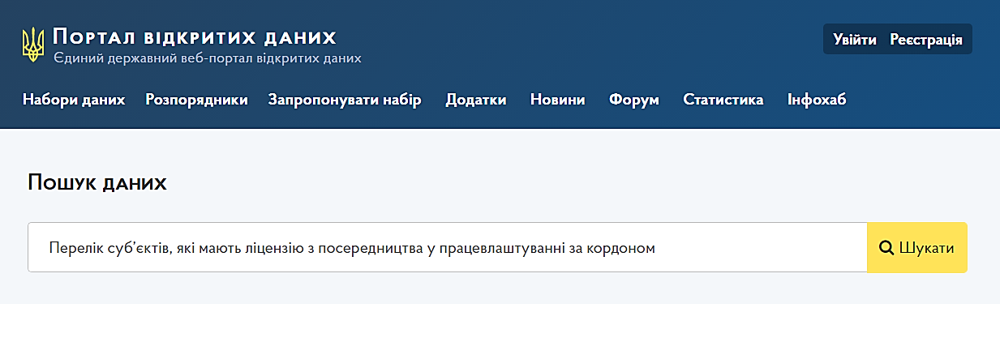 Портал відкритих даних
Єдиний державний веб-портал відкритих даних
Увійти Реєстрація
Набори даних Розпорядники Запропонувати набір Додатки Новини Форум Статистика Інфохаб
Пошук даних
Перелік суб’єктів, які мають ліцензію з посередництва у працевлаштуванні за кордоном
Шукати